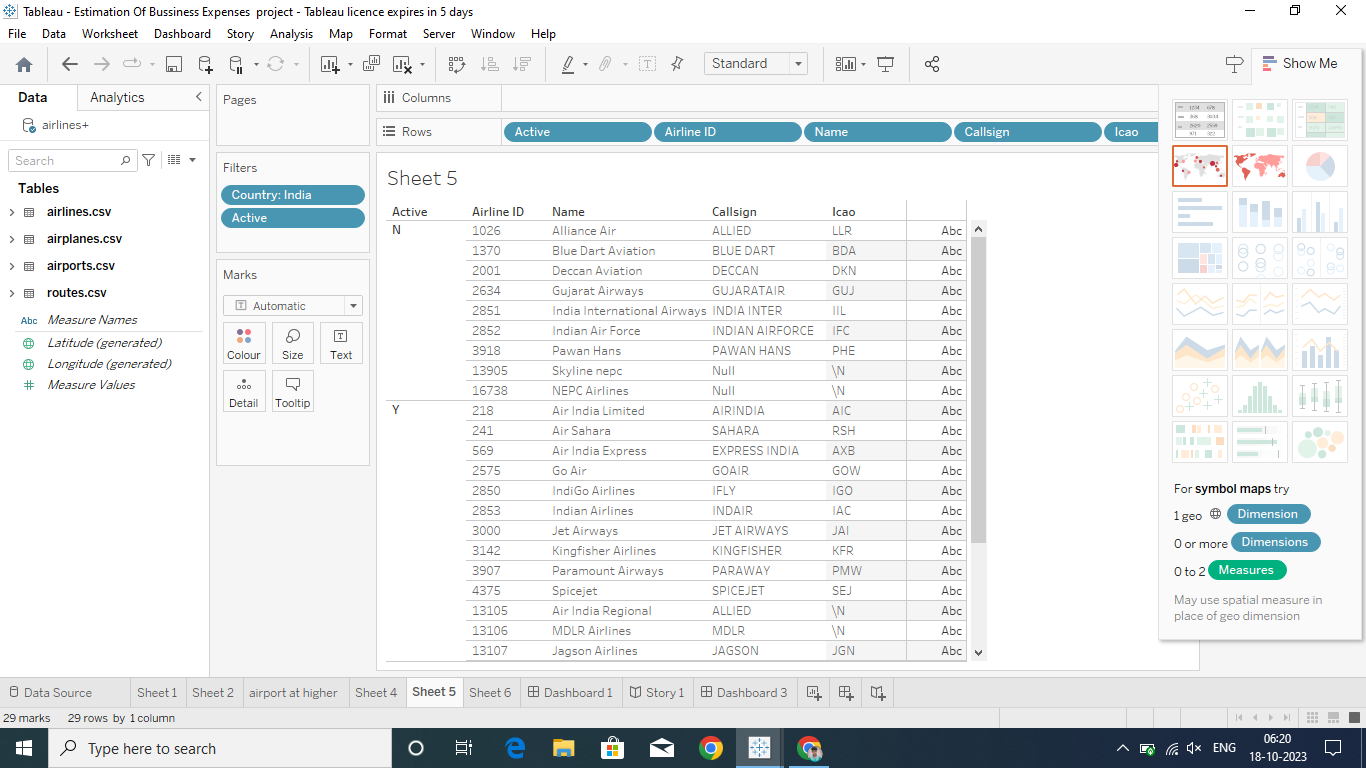 Tableau - Estimation Of Bussiness Expenses project - Tableau licence expires in 5 days
File Data Worksheet Dashboard Story Analysis Map Format Server Window Help
Standard
Show Me
Data Analytics
airlines+
Search
Tables
airlines.csv
airplanes.csv
airports.csv
routes.csv
Abc Measure Names
Latitude (generated)
Longitude (generated)
# Measure Values
Pages
Filters
Country: India
Active
Marks
Automatic
Colour Size Text
Detail Tooltip
Columns
Rows Active Airline ID Name Callsign Icao
Sheet 5
Active Airline ID Name Callsign Icao
N 1026 Alliance Air ALLIED LLR Abc
1370 Blue Dart Aviation BLUE DART BDA Abc
2001 Deccan Aviation DECCAN DKN Abc
2634 Gujarat Airways GUJARATAIR GUJ Abc
2851 India International Airways INDIA INTER IIL Abc
2852 Indian Air Force INDIAN AIRFORCE IFC Abc
3918 Pawan Hans PAWAN HANS PHE Abc
13905 Skyline nepc Null \N Abc
16738 NEPC Airlines Null \N Abc
Y 218 Air India Limited AIRINDIA AIC Abc
241 Air Sahara SAHARA RSH Abc
569 Air India Express EXPRESS INDIA AXB Abc
2575 Go Air GOAIR GOW Abc
2850 IndiGo Airlines IFLY IGO Abc
2853 Indian Airlines INDAIR IAC Abc
3000 Jet Airways JET AIRWAYS JAI Abc
3142 Kingfisher Airlines KINGFISHER KFR Abc
3907 Paramount Airways PARAWAY PMW Abc
4375 Spicejet SPICEJET SEJ Abc
13105 Air India Regional ALLIED \N Abc
13106 MDLR Airlines MDLR \N Abc
13107 Jagson Airlines JAGSON JGN Abc
For symbol maps try
1 geo Dimension
0 or more Dimensions
0 to 2 Measures
May use spatial measure in
place of geo dimension
Data Source Sheet 1 Sheet 2 airport at higher Sheet 4 Sheet 5 Sheet 6 Dashboard 1 Story 1 Dashboard 3
29 marks 29 rows by 1 column
Type here to search
ENG
06:20
18-10-2023